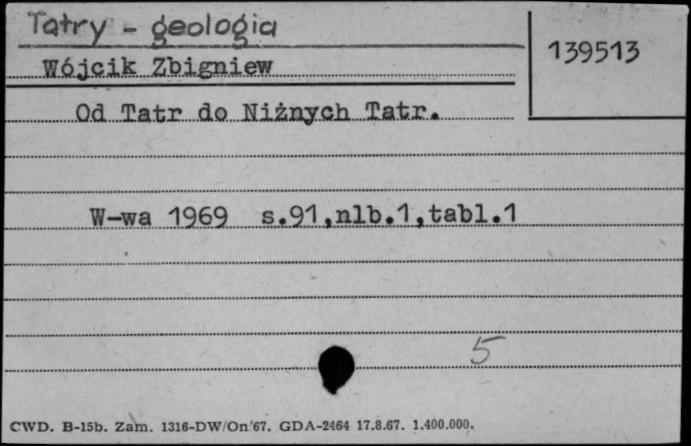 Tatry - geologia
139513
Wójcik Zbigniew
Od Tatr do Niżnych Tatr.
W-wa 1969 s.91,nlb.1,tabl.1
5
CWD. B-15b. Zam. 1316-DW/On/67. GDA-2464 17.8.67. 1.400.000.